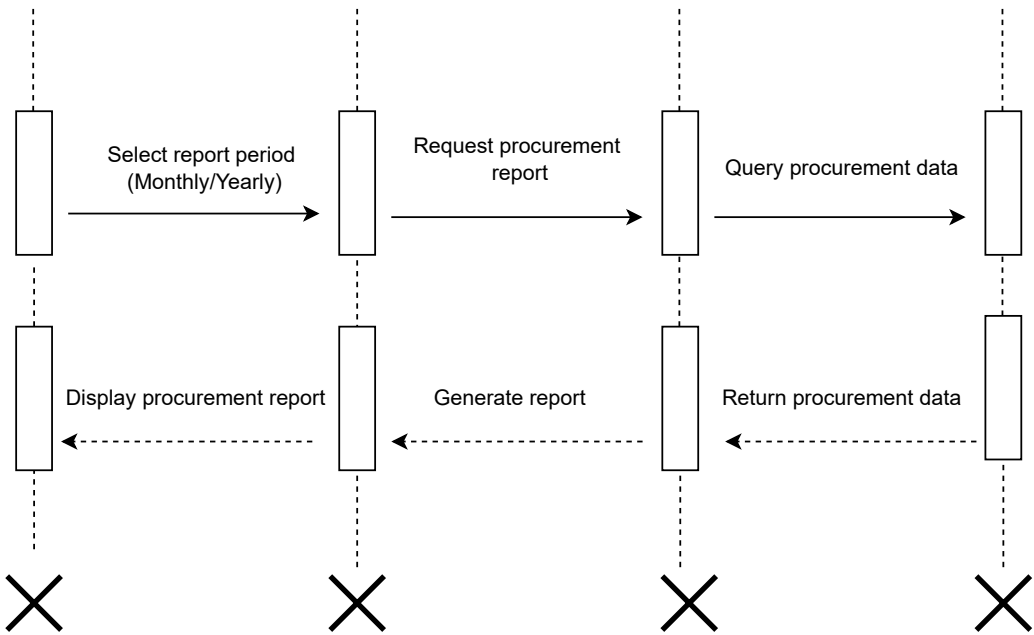 Select report period
(Monthly/Yearly)
Request procurement
report
Query procurement data
Display procurement report
Generate report
Return procurement data